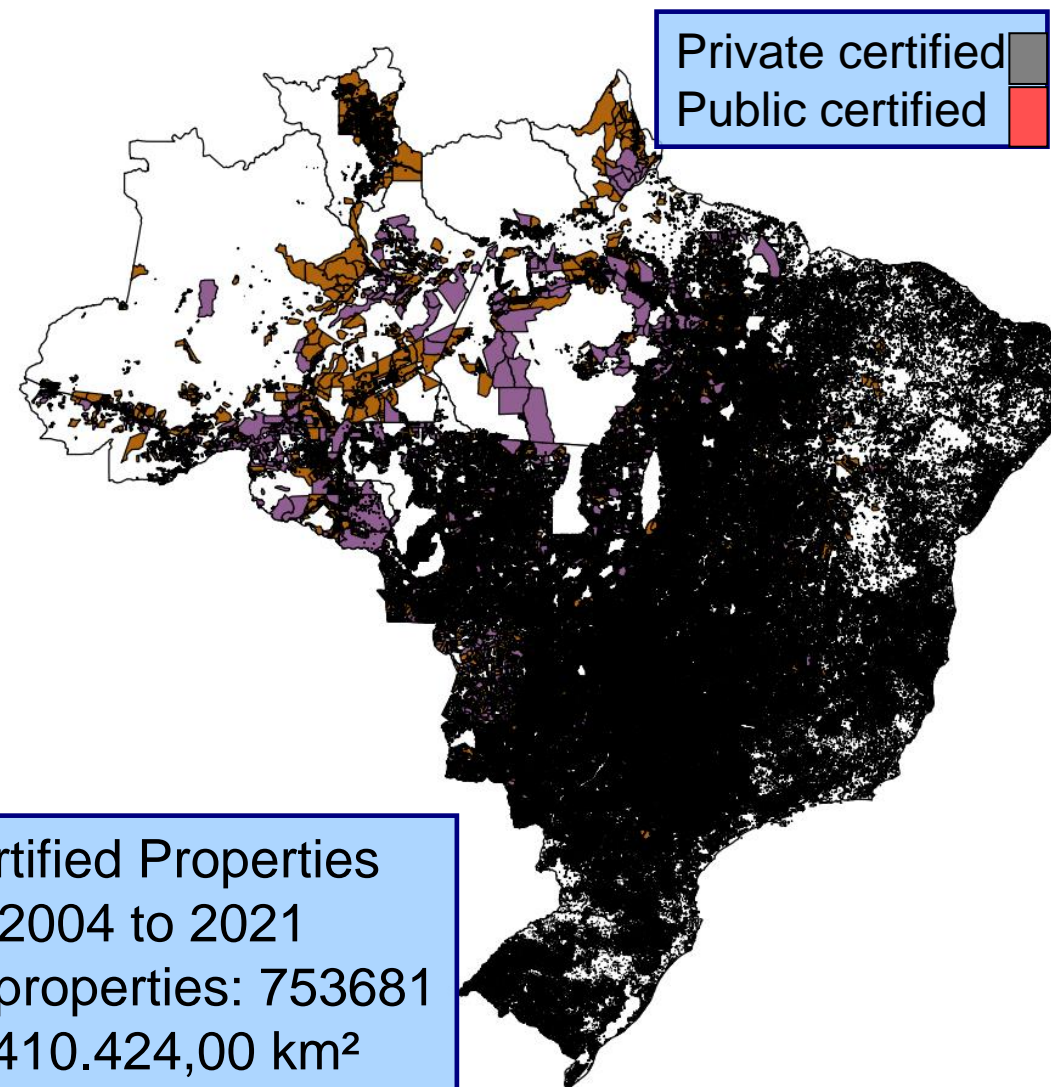 Private certified
Public certified
rtified Properties
2004 to 2021
properties: 753681
410.424,00 km²